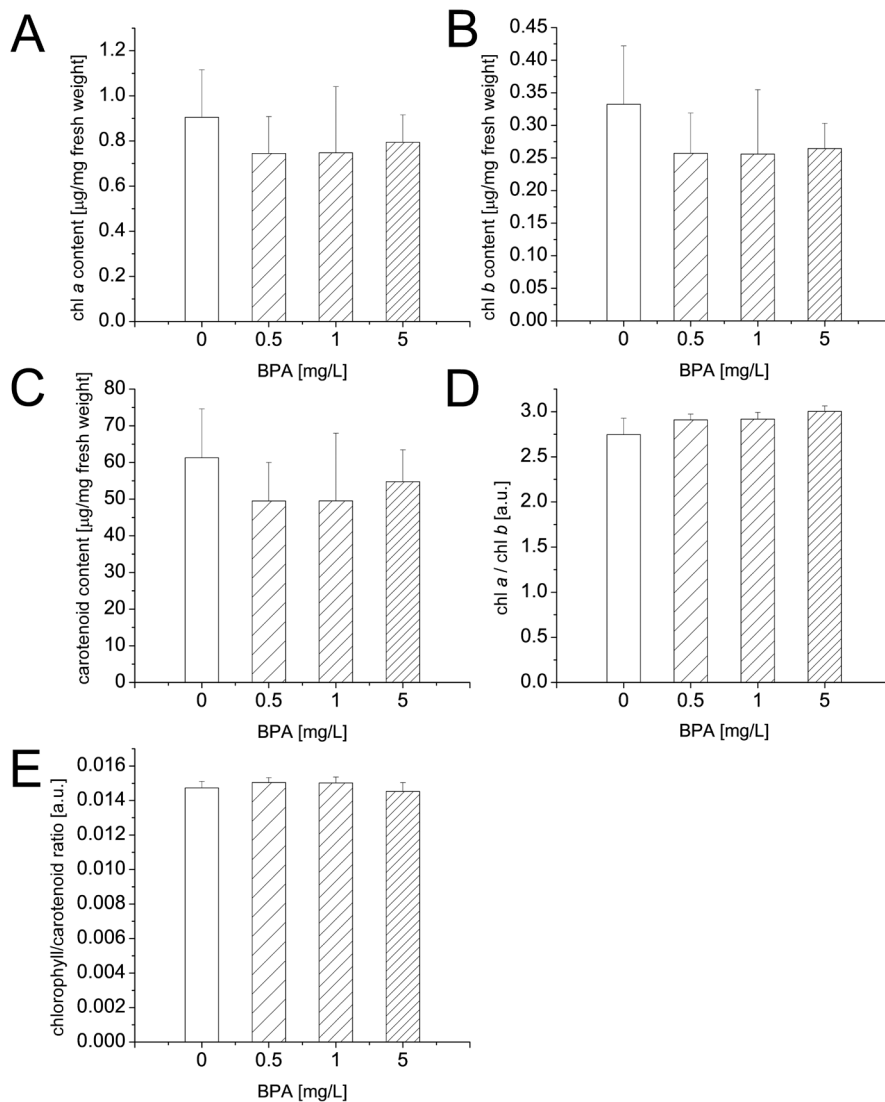 A
chl a content [μg/mg fresh weight]
1.2
1.0
0.8
0.6
0.4
0.2
0.0
0 0.5 1 5
BPA [mg/L]
B
chl b content [μg/mg fresh weight]
0.45
0.40
0.35
0.30
0.25
0.20
0.15
0.10
0.05
0.00
0 0.5 1 5
BPA [mg/L]
C
carotenoid content [μg/mg fresh weight]
80
70
60
50
40
30
20
10
0
0 0.5 1 5
BPA [mg/L]
D
chl a / chl b [a.u.]
3.0
2.5
2.0
1.5
1.0
0.5
0.0
0 0.5 1 5
BPA [mg/L]
E
chlorophyll/carotenoid ratio [a.u.]
0.016
0.014
0.012
0.010
0.008
0.006
0.004
0.002
0.000
0 0.5 1 5
BPA [mg/L]